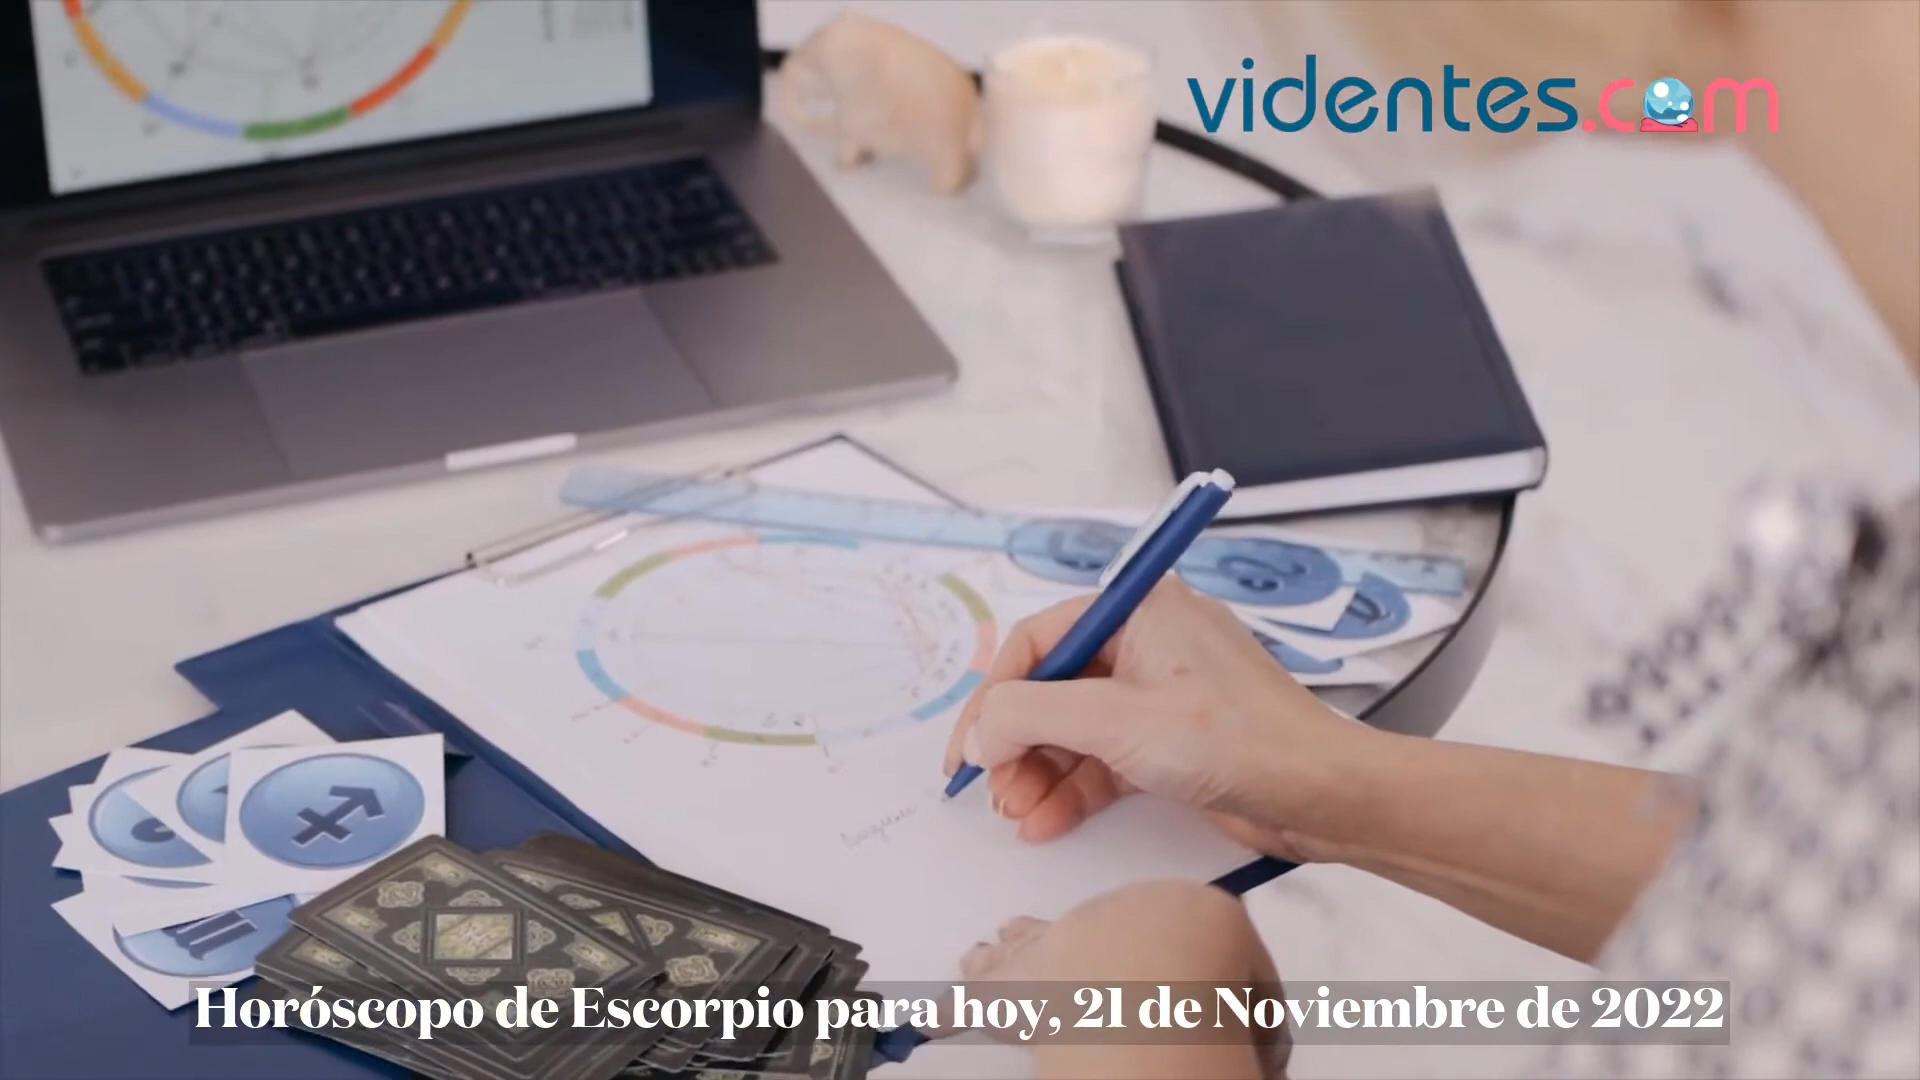 videntes.com
Horóscopo de Escorpio para hoy, 21 de Noviembre de 2022